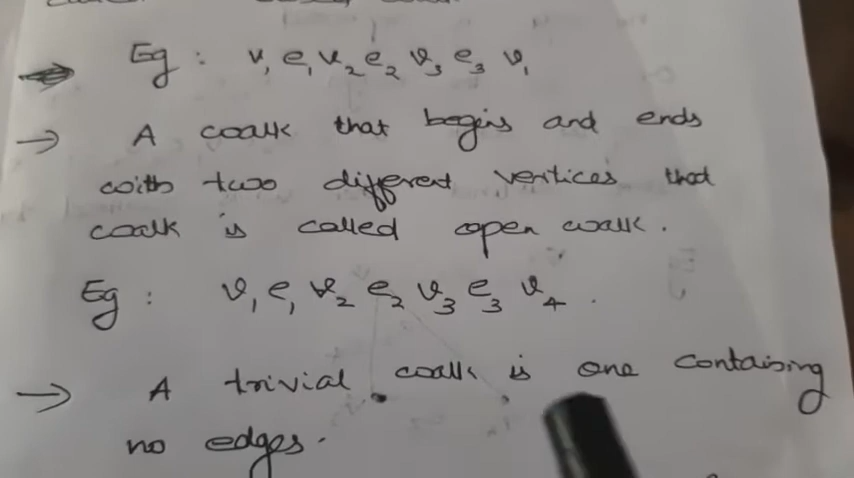 Eg : v₁ e₁ v₂ e₂ v₃ e₃ v₁
→ A walk that begins and ends
with two different vertices that
walk is called open walk.
Eg : v₁ e₁ v₂ e₂ v₃ e₃ v₄ .
→ A trivial walk is one containing
no edges.